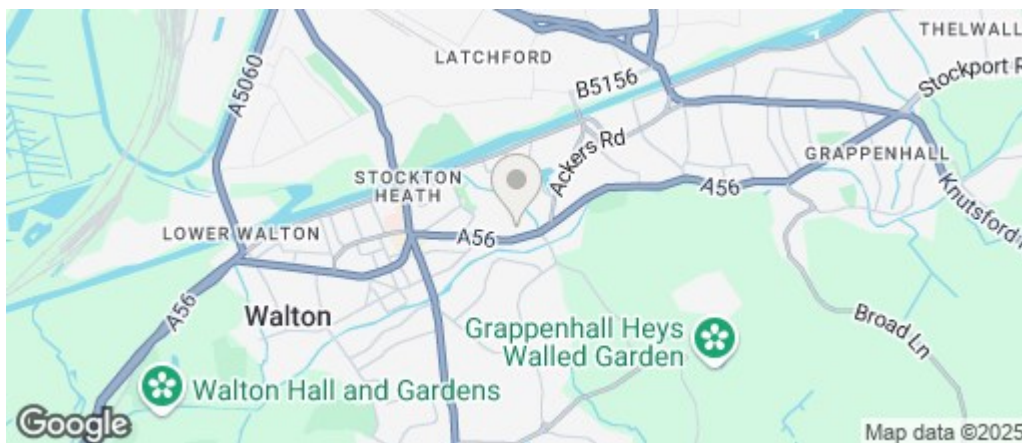 THELWALL
LATCHFORD
Stockport R
B5156
A5060
Ackers Rd
GRAPPENHALL
STOCKTON
HEATH
A56
Knutsford
LOWER WALTON
A56
A56
Walton
Grappenhall Heys
Walled Garden
Broad Ln
Walton Hall and Gardens
Google
Map data ©2025